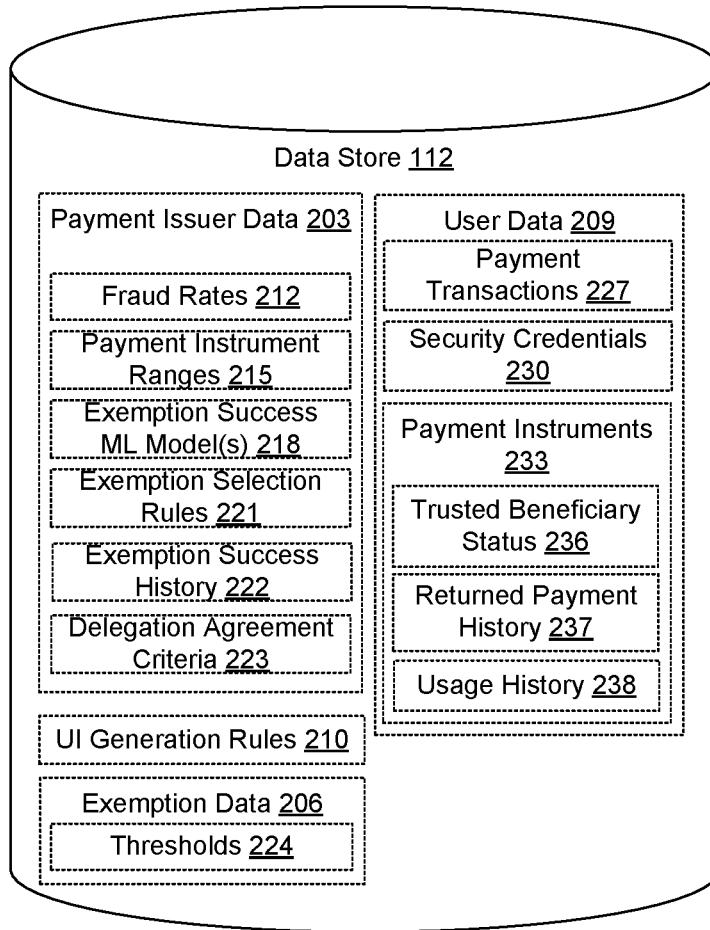 Data Store 112
Payment Issuer Data 203
Fraud Rates 212
Payment Instrument
Ranges 215
Exemption Success
ML Model(s) 218
Exemption Selection
Rules 221
Exemption Success
History 222
Delegation Agreement
Criteria 223
UI Generation Rules 210
Exemption Data 206
Thresholds 224
User Data 209
Payment
Transactions 227
Security Credentials
230
Payment Instruments
233
Trusted Beneficiary
Status 236
Returned Payment
History 237
Usage History 238